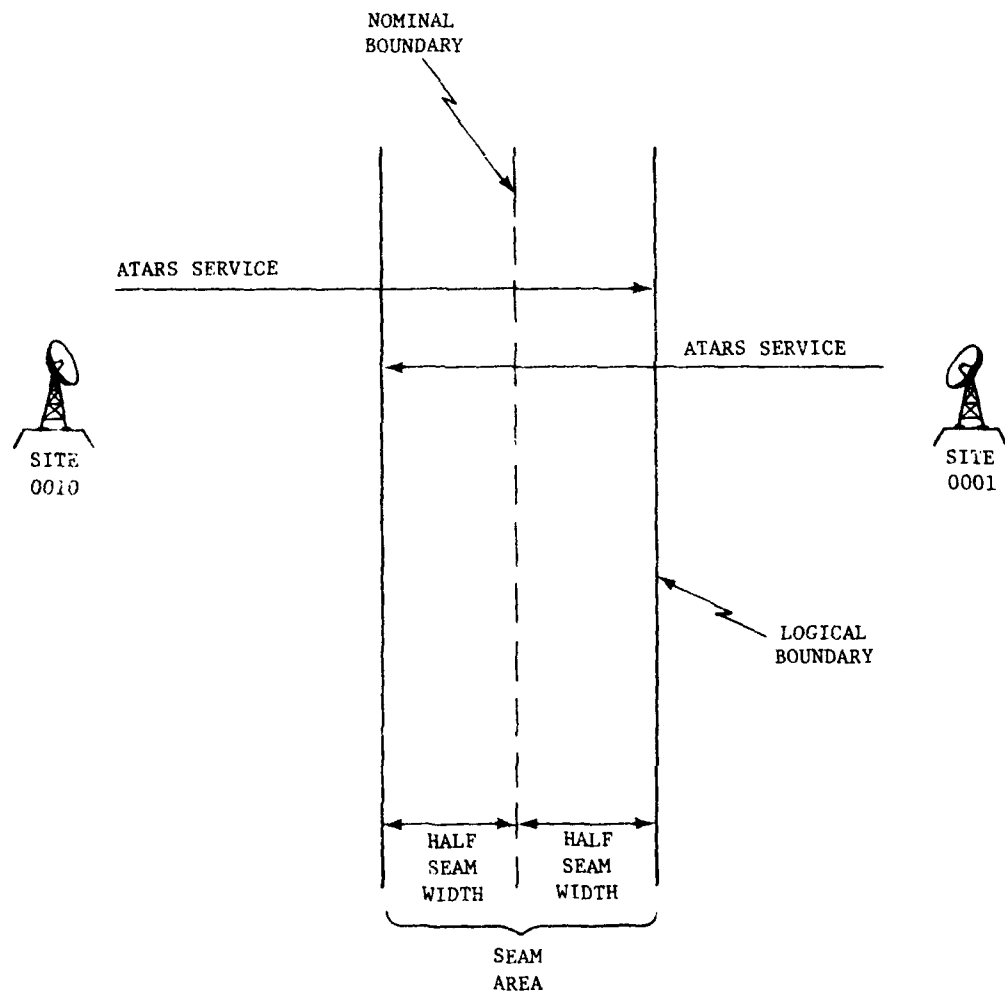 NOMINAL
BOUNDARY
ATARS SERVICE
ATARS SERVICE
SITE
0010
SITE
0001
LOGICAL
BOUNDARY
HALF
SEAM
WIDTH
HALF
SEAM
WIDTH
SEAM
AREA